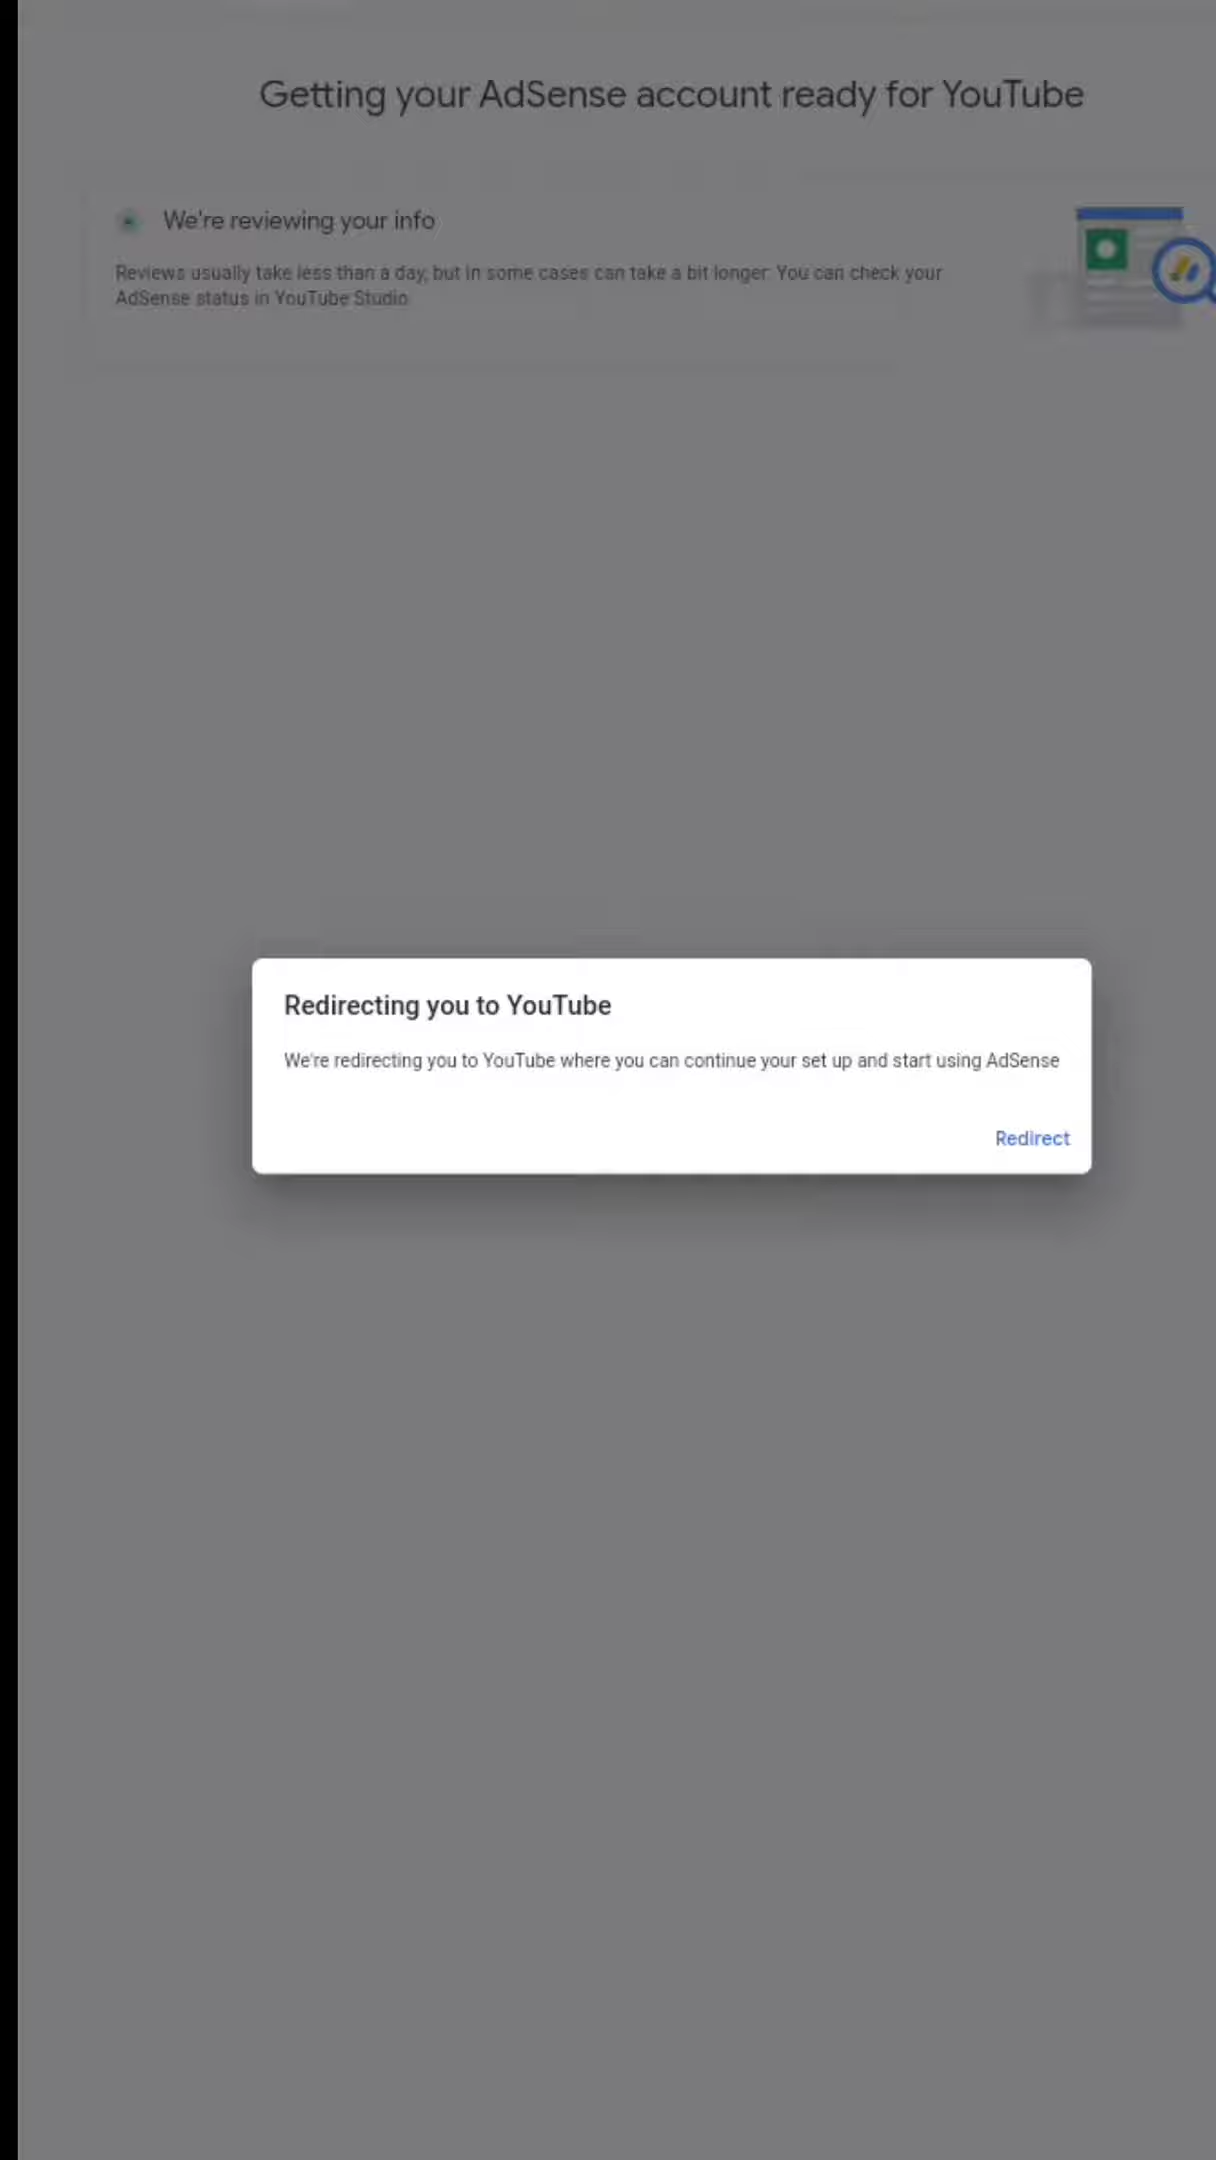 Getting your AdSense account ready for YouTube
We're reviewing your info
Reviews usually take less than a day, but in some cases can take a bit longer. You can check your
AdSense status in YouTube Studio
Redirecting you to YouTube
We're redirecting you to YouTube where you can continue your set up and start using AdSense
Redirect